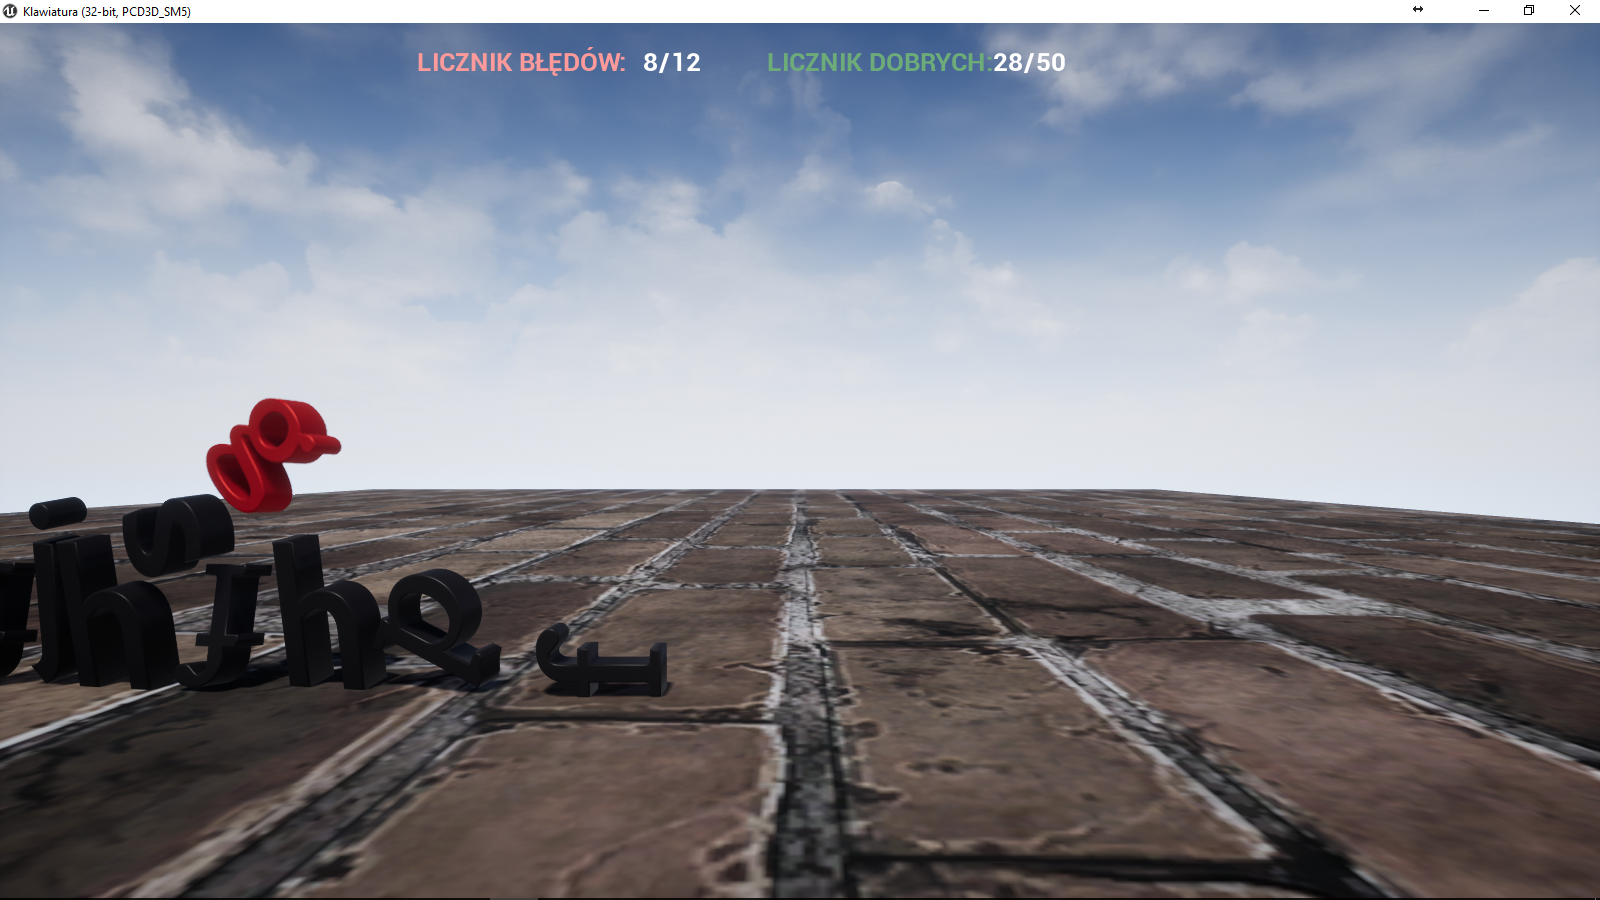 Klawiatura (32-bit, PCD3D_SM5)
LICZNIK BŁĘDÓW: 8/12 LICZNIK DOBRYCH:28/50